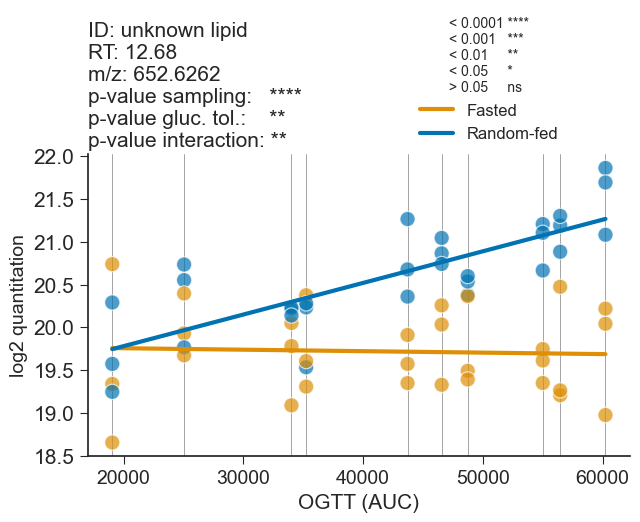 ID: unknown lipid
RT: 12.68
m/z: 652.6262
p-value sampling: ****
p-value gluc. tol.: **
p-value interaction: **
< 0.0001 ****
< 0.001 ***
< 0.01 **
< 0.05 *
> 0.05 ns
Fasted
Random-fed
22.0
21.5
21.0
20.5
20.0
19.5
19.0
18.5
log2 quantitation
20000 30000 40000 50000 60000
OGTT (AUC)